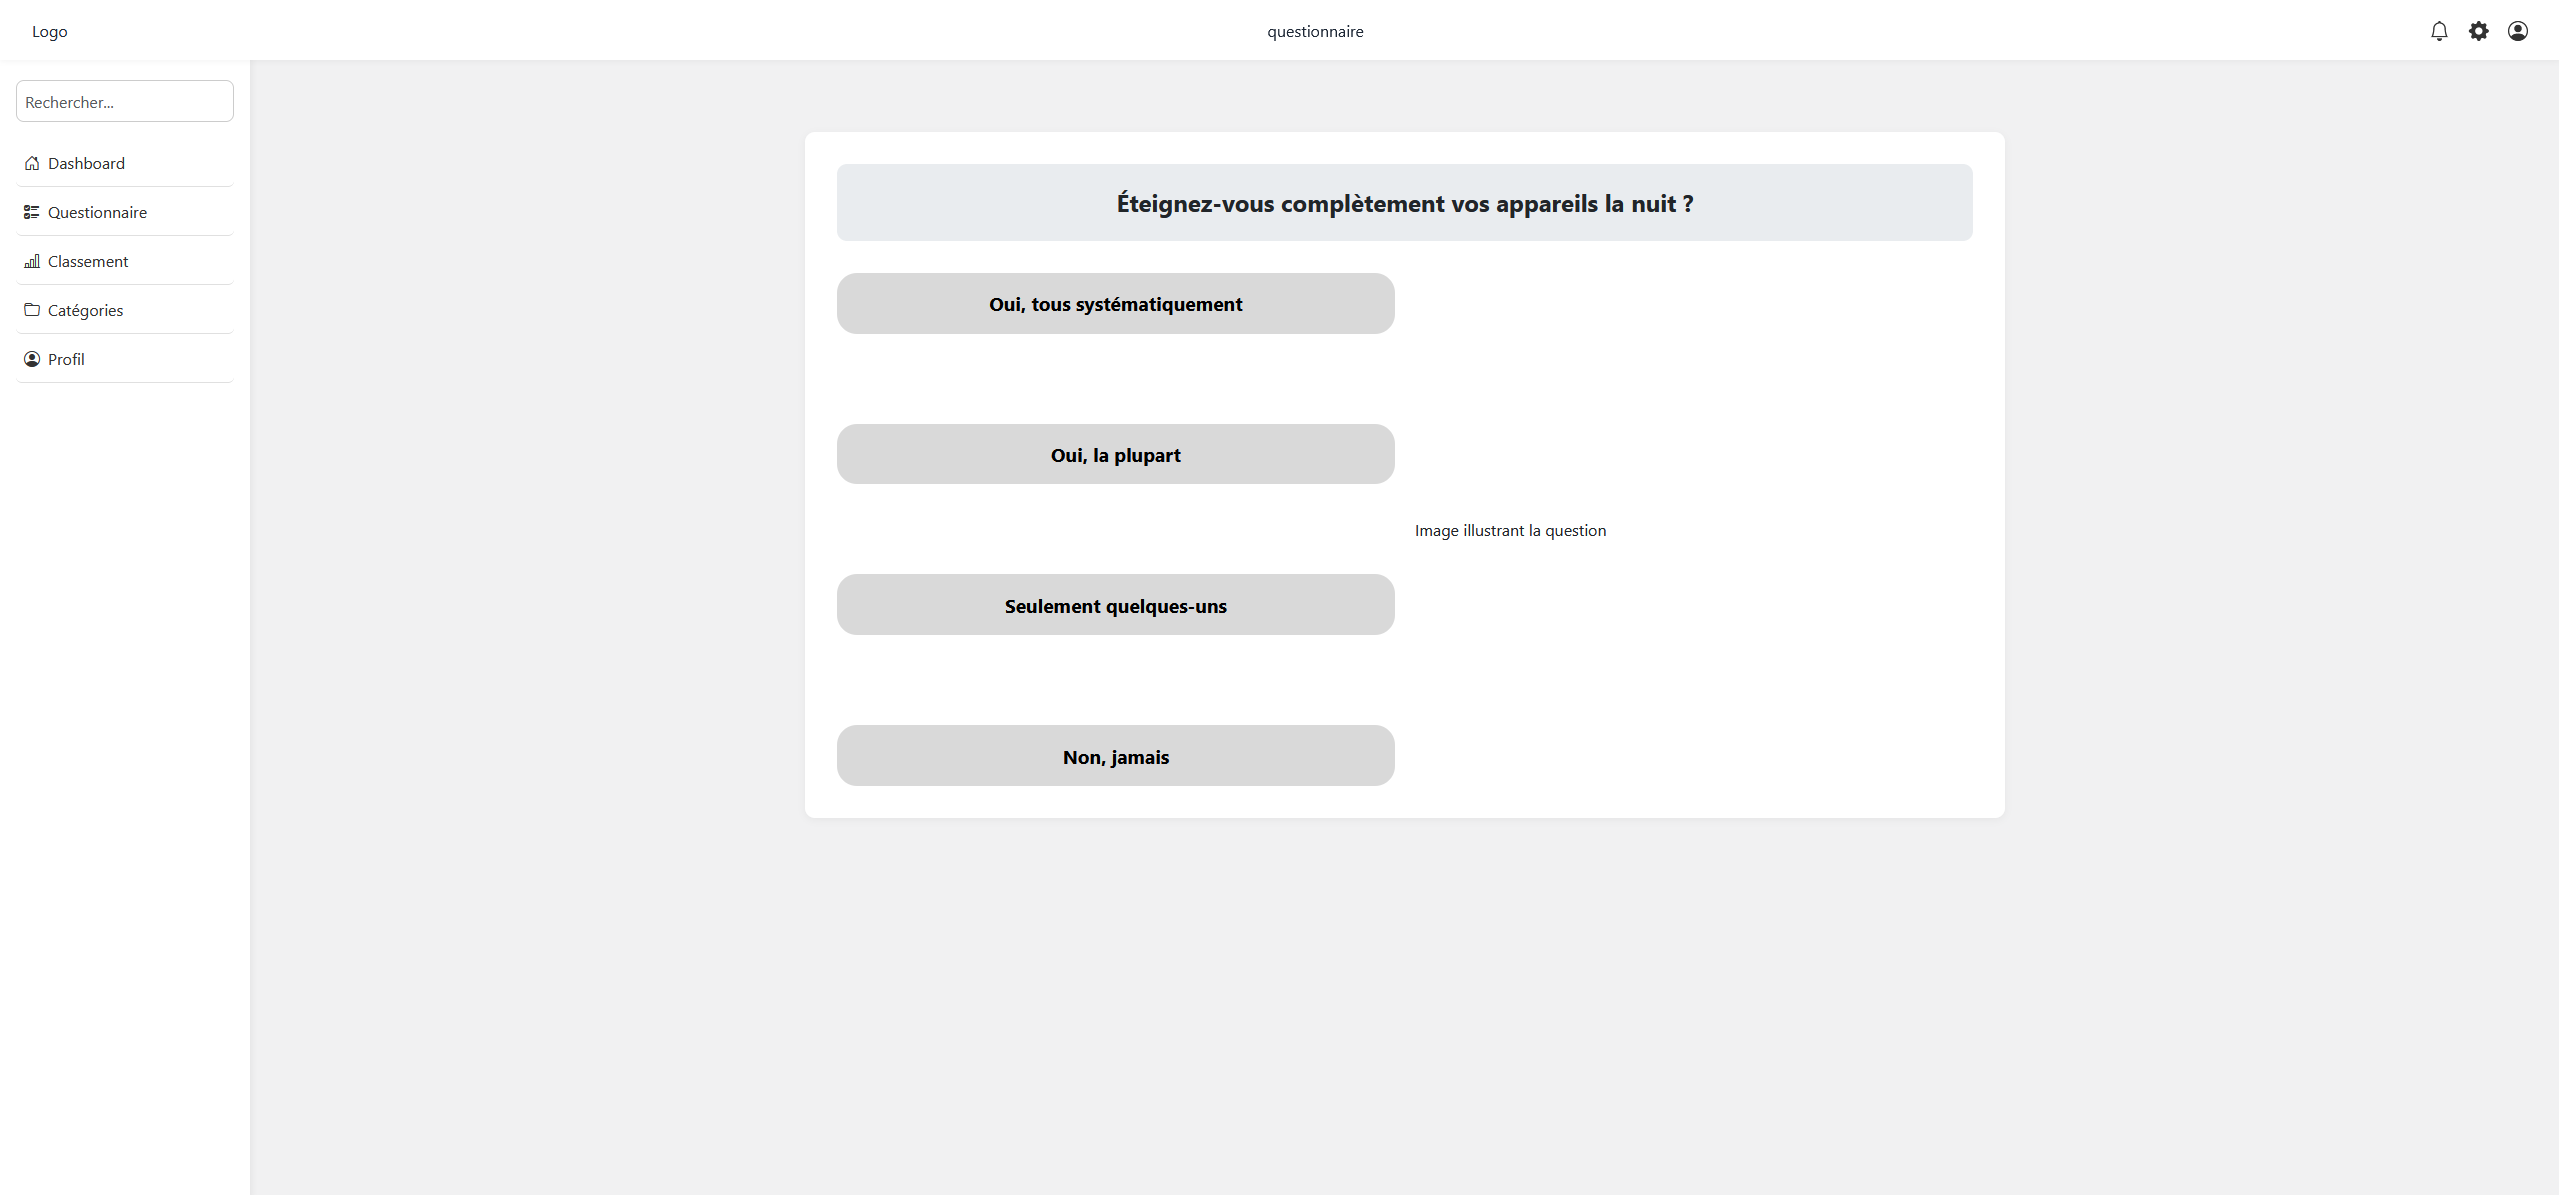 Logo
questionnaire
Rechercher...
Dashboard
Questionnaire
Classement
Catégories
Profil
Éteignez-vous complètement vos appareils la nuit ?
Oui, tous systématiquement
Oui, la plupart
Image illustrant la question
Seulement quelques-uns
Non, jamais